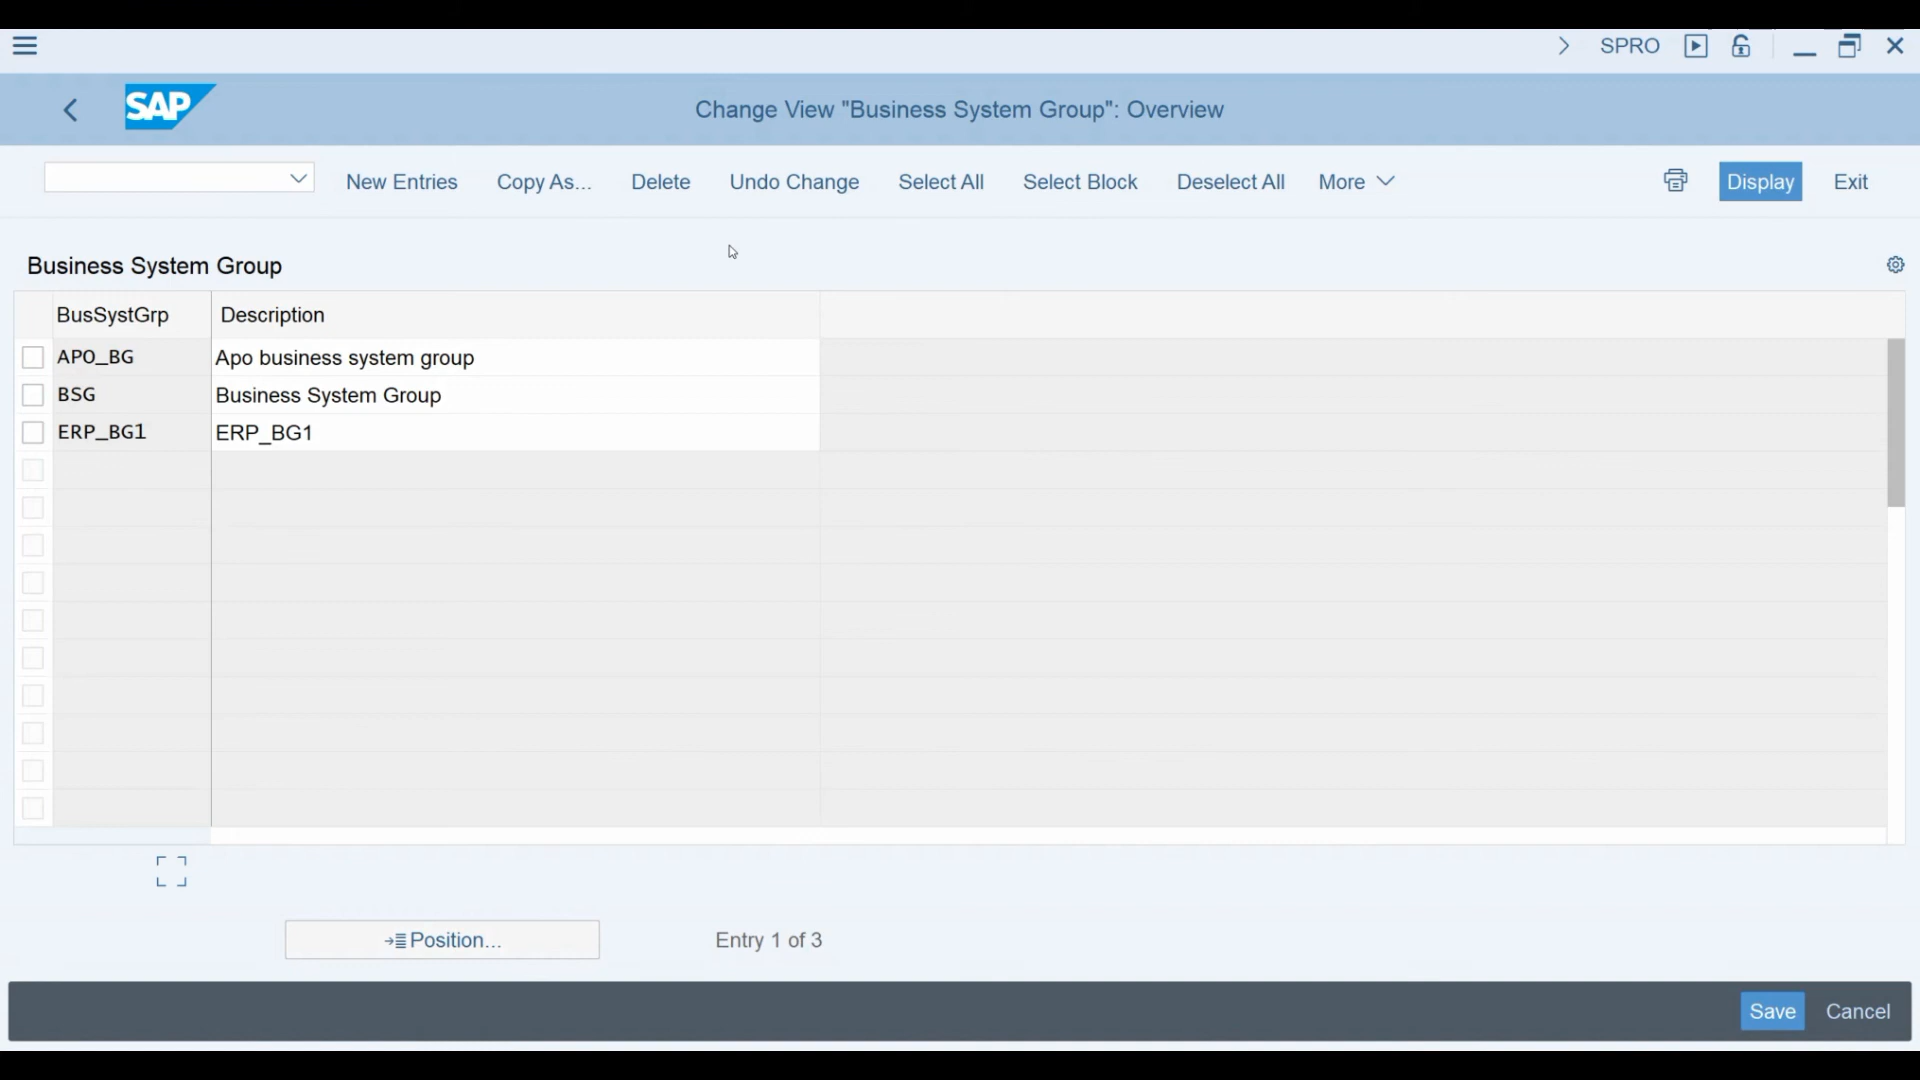 SPRO
SAP
Change View "Business System Group": Overview
New Entries Copy As... Delete Undo Change Select All Select Block Deselect All More Display Exit
Business System Group
BusSystGrp Description
APO_BG Apo business system group
BSG Business System Group
ERP_BG1 ERP_BG1
Position... Entry 1 of 3
Save Cancel